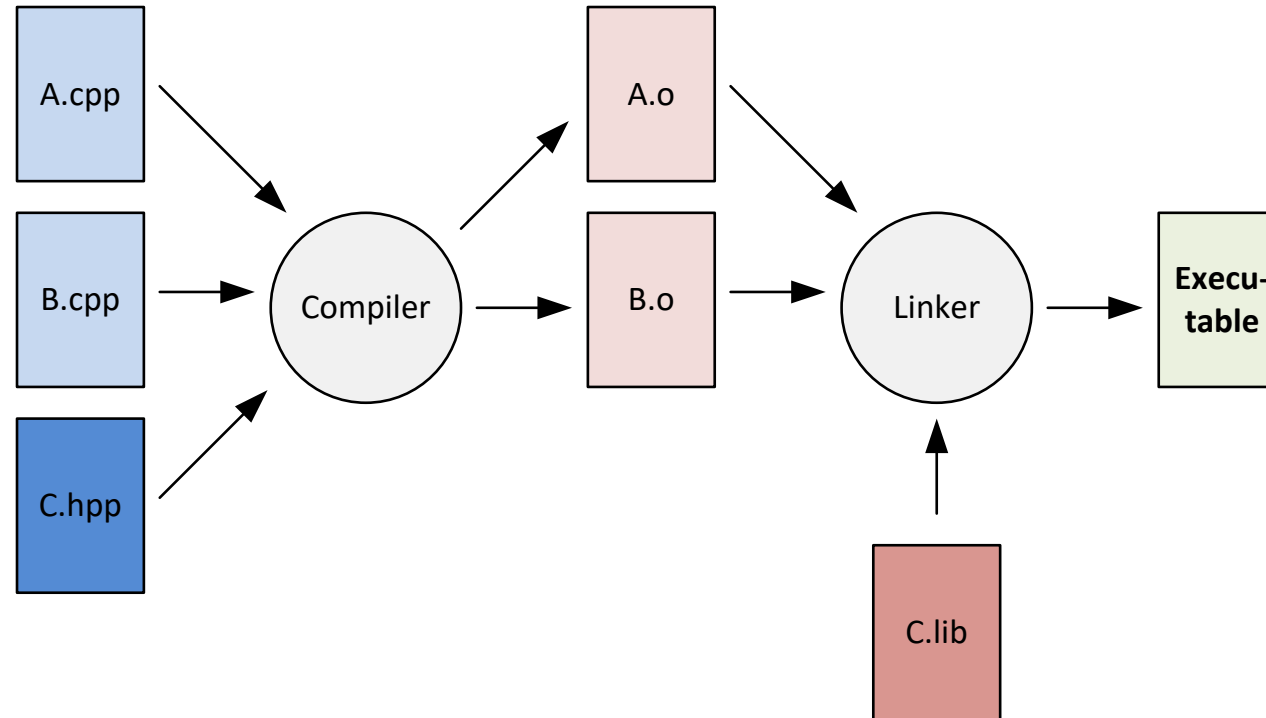 A.cpp
A.o
B.cpp
Compiler
B.o
Linker
Execu-
table
C.hpp
C.lib